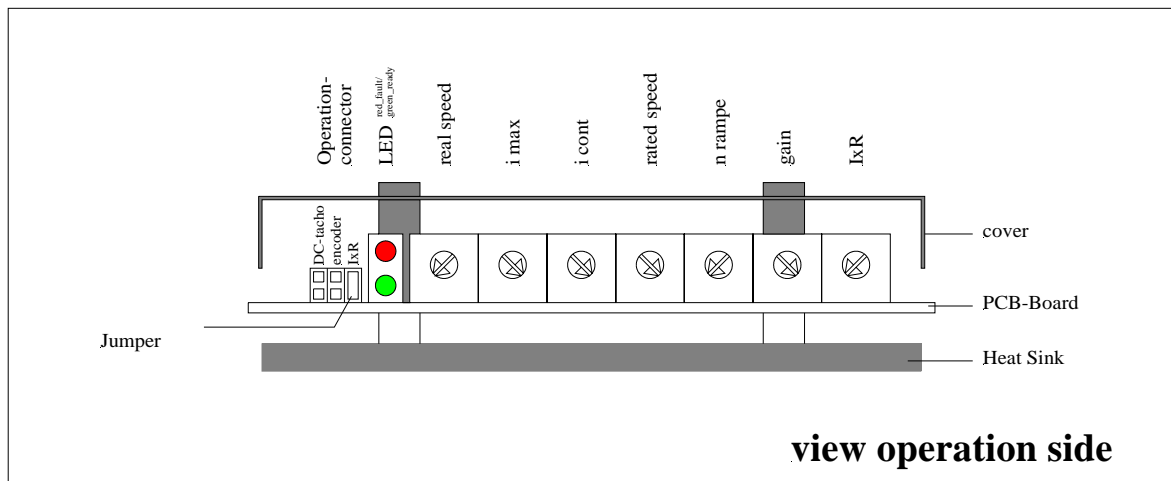 Operation-
connector
LED red_fault/
green_ready
real speed
i max
i cont
rated speed
n rampe
gain
IxR
DC-tacho
encoder
IxR
cover
PCB-Board
Jumper
Heat Sink
view operation side